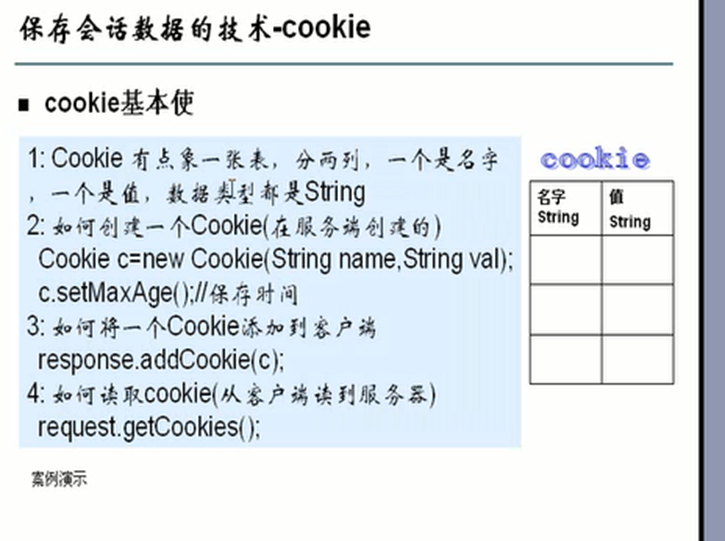 保存会话数据的技术-cookie
■ cookie基本使
1: Cookie 有点象一张表，分两列，一个是名字
，一个是值，数据类型都是String
2: 如何创建一个Cookie(在服务端创建的)
Cookie c=new Cookie(String name,String val);
c.setMaxAge();//保存时间
3: 如何将一个Cookie添加到客户端
response.addCookie(c);
4: 如何读取cookie(从客户端读到服务器)
request.getCookies();
cookie
名字 值
String String
案例演示